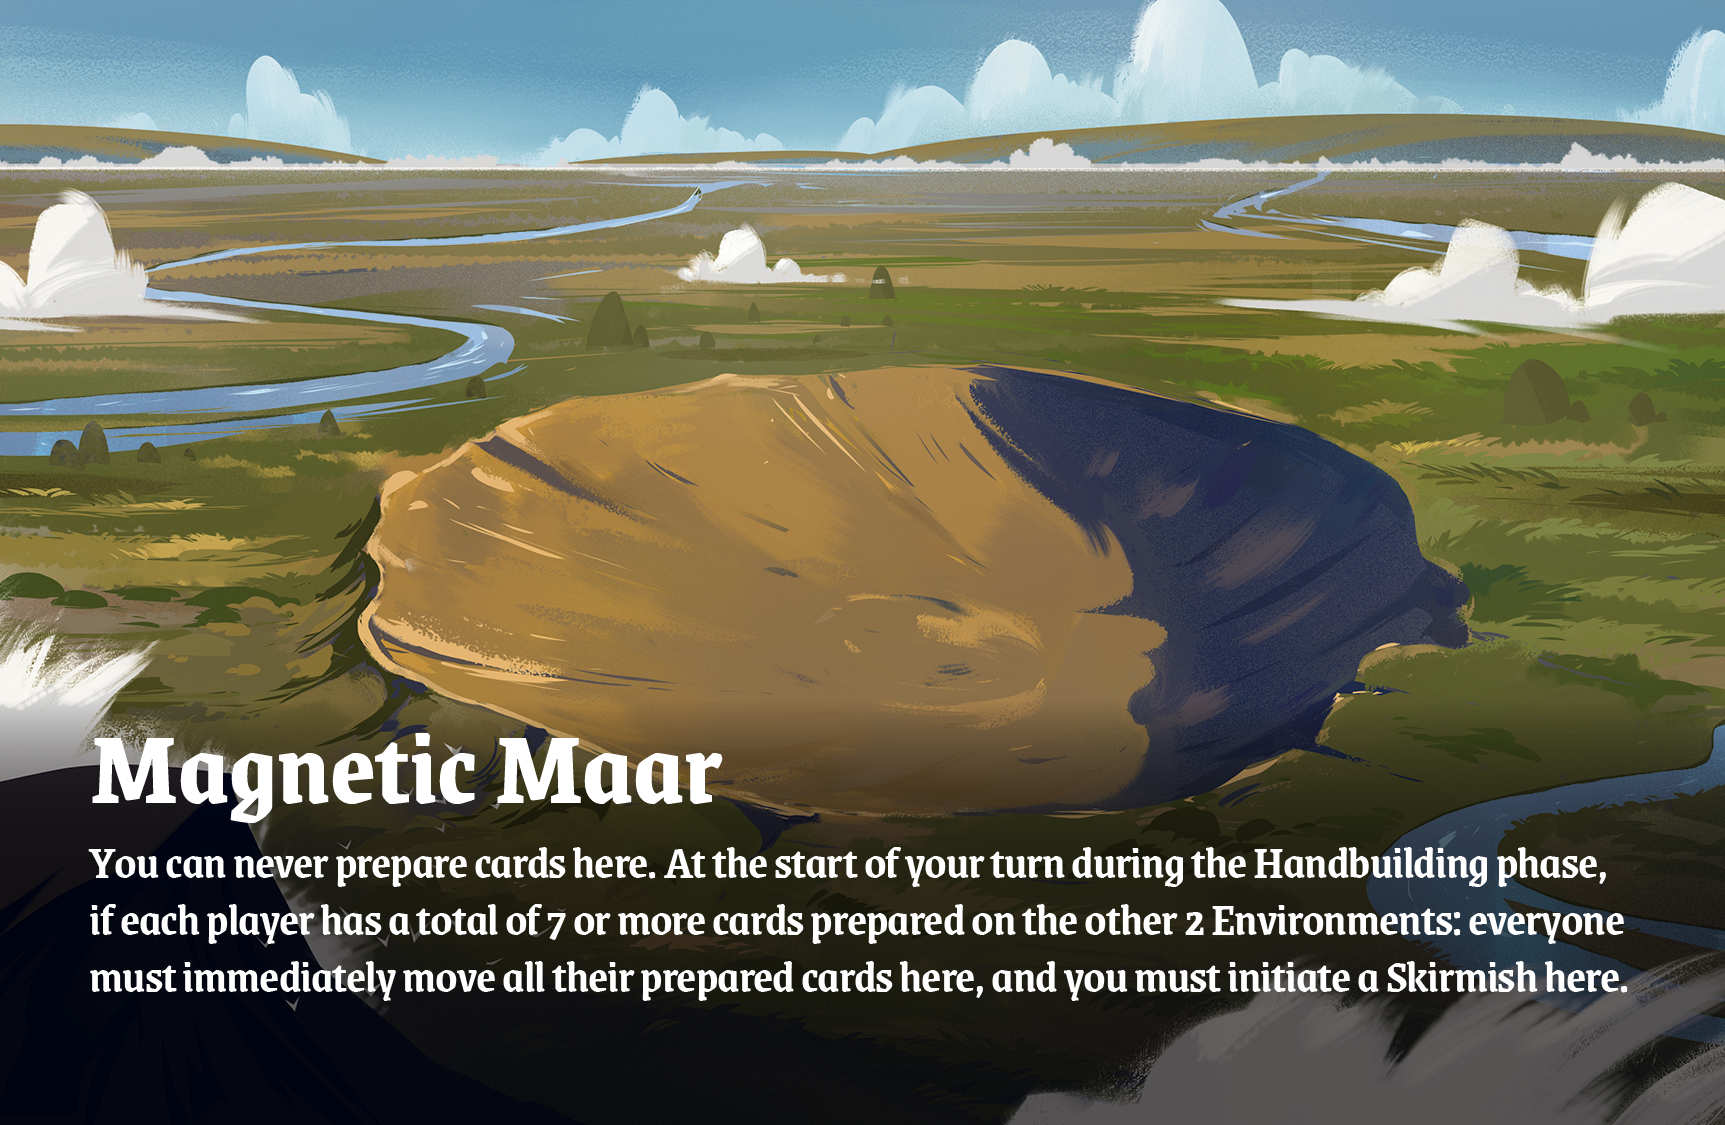 Magnetic Maar
You can never prepare cards here. At the start of your turn during the Handbuilding phase,
if each player has a total of 7 or more cards prepared on the other 2 Environments: everyone
must immediately move all their prepared cards here, and you must initiate a Skirmish here.